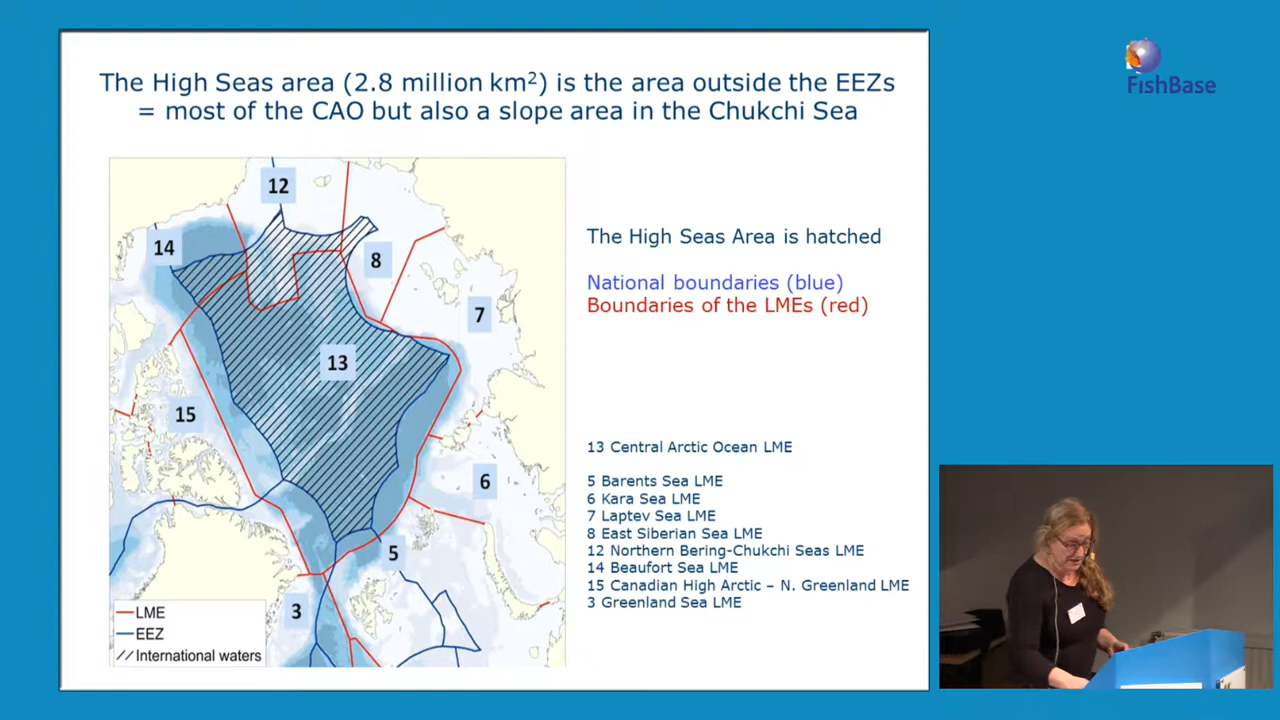 The High Seas area (2.8 million km²) is the area outside the EEZs
= most of the CAO but also a slope area in the Chukchi Sea
FishBase
12
14
8
7
13
15
6
5
3
LME
EEZ
International waters
The High Seas Area is hatched
National boundaries (blue)
Boundaries of the LMEs (red)
13 Central Arctic Ocean LME
5 Barents Sea LME
6 Kara Sea LME
7 Laptev Sea LME
8 East Siberian Sea LME
12 Northern Bering-Chukchi Seas LME
14 Beaufort Sea LME
15 Canadian High Arctic – N. Greenland LME
3 Greenland Sea LME